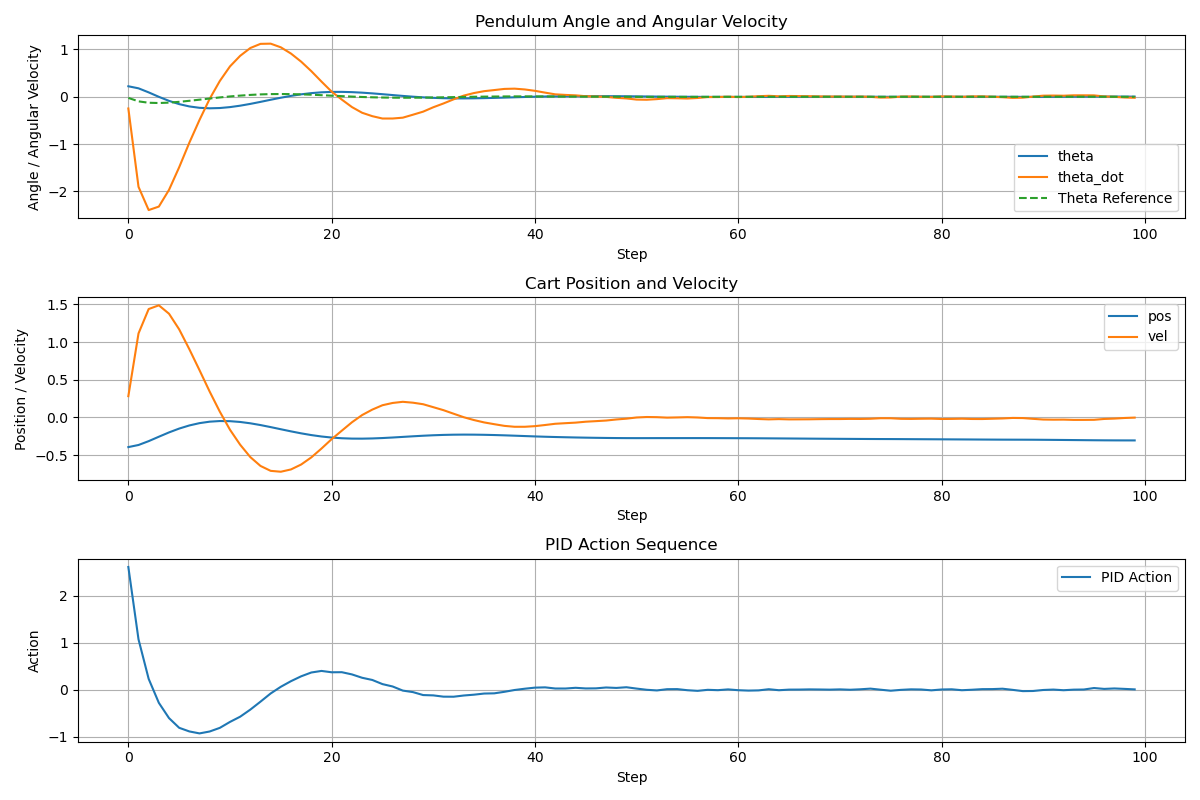 Pendulum Angle and Angular Velocity
Angle / Angular Velocity
1
0
−1
−2
theta
theta_dot
Theta Reference
0
20
40
60
80
100
Step
Cart Position and Velocity
Position / Velocity
1.5
1.0
0.5
0.0
−0.5
pos
vel
0
20
40
60
80
100
Step
PID Action Sequence
Action
2
1
0
−1
PID Action
0
20
40
60
80
100
Step